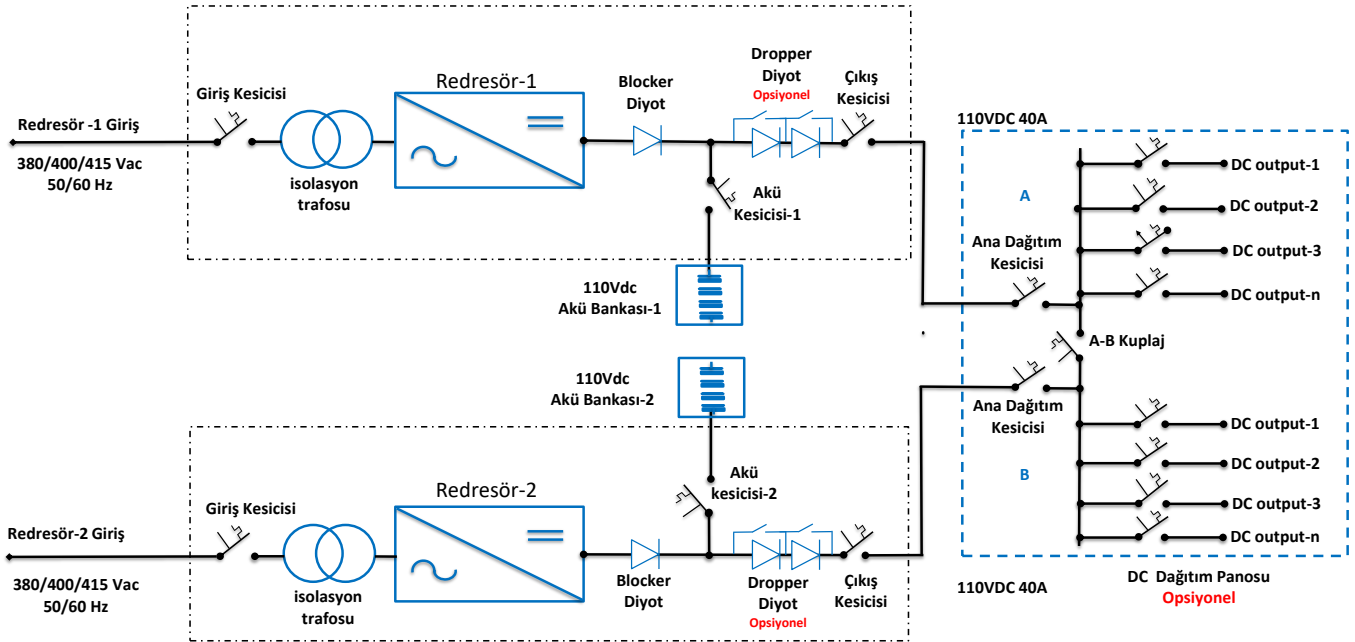 Redresör -1 Giriş
380/400/415 Vac
50/60 Hz
Giriş Kesicisi
isolasyon
trafosu
Redresör-1
Blocker
Diyot
Dropper
Diyot
Opsiyonel
Çıkış
Kesicisi
Akü
Kesicisi-1
110Vdc
Akü Bankası-1
110VDC 40A
A
DC output-1
DC output-2
DC output-3
DC output-n
Ana Dağıtım
Kesicisi
A-B Kuplaj
110Vdc
Akü Bankası-2
Ana Dağıtım
Kesicisi
B
DC output-1
DC output-2
DC output-3
DC output-n
Redresör-2 Giriş
380/400/415 Vac
50/60 Hz
Giriş Kesicisi
isolasyon
trafosu
Redresör-2
Akü
kesicisi-2
Blocker
Diyot
Dropper
Diyot
Opsiyonel
Çıkış
Kesicisi
110VDC 40A
DC Dağıtım Panosu
Opsiyonel